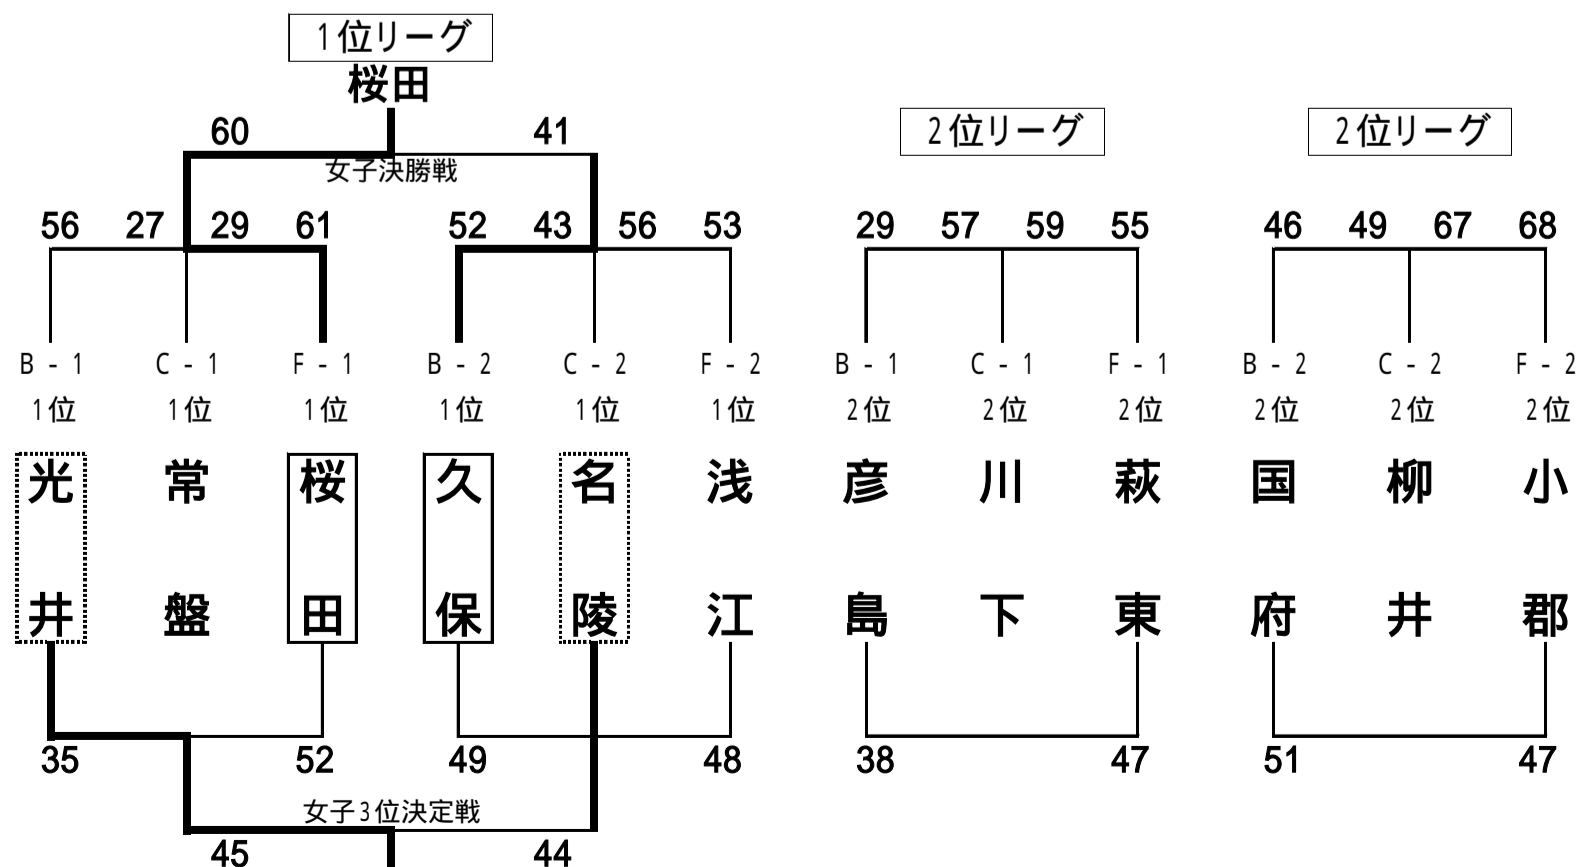 1位リーグ
桜田
2位リーグ 2位リーグ
60 41
女子決勝戦
56 27 29 61 52 43 56 53 29 57 59 55 46 49 67 68
B - 1 C - 1 F - 1 B - 2 C - 2 F - 2 B - 1 C - 1 F - 1 B - 2 C - 2 F - 2
1位 1位 1位 1位 1位 1位 2位 2位 2位 2位 2位 2位
光井 常盤 桜田 久保 名陵 浅江 彦島 川下 萩東 国府 柳井 小郡
35 52 49 48 38 47 51 47
女子3位決定戦
45 44